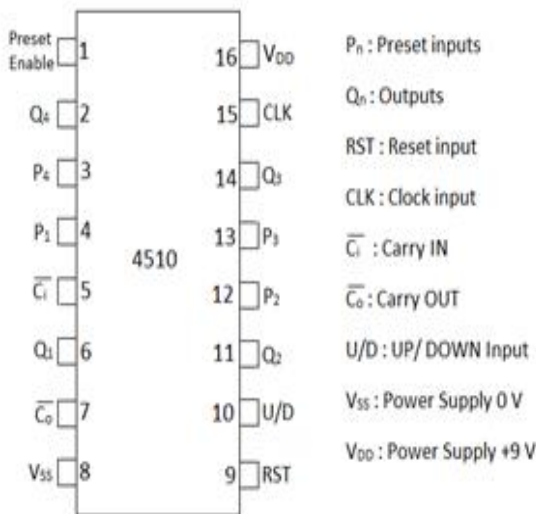 Preset
Enable 1
16 VDD
Q4 2
15 CLK
P4 3
14 Q3
P1 4
13 P3
4510
C̅i̅ 5
12 P2
Q1 6
11 Q2
C̅o̅ 7
10 U/D
VSS 8
9 RST
Pn : Preset inputs
Qn : Outputs
RST : Reset input
CLK : Clock input
C̅i̅ : Carry IN
C̅o̅ : Carry OUT
U/D : UP/ DOWN Input
VSS : Power Supply 0 V
VDD : Power Supply +9 V